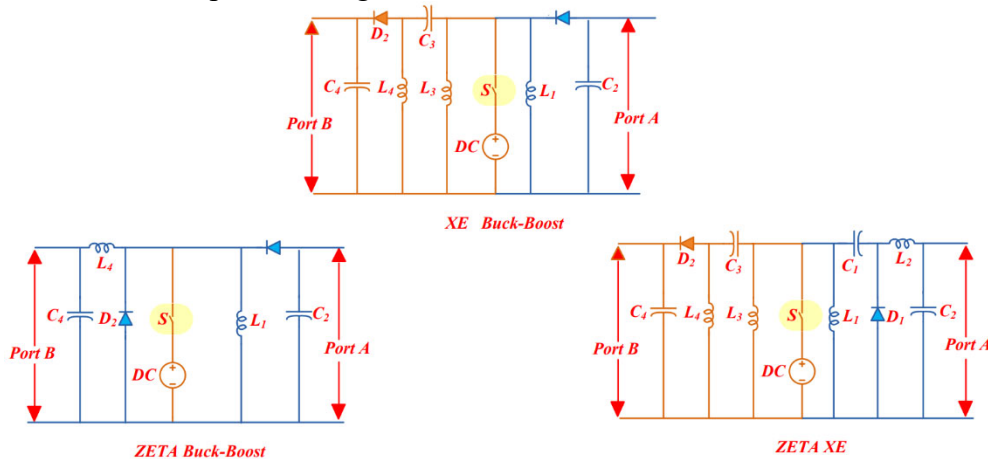 D2
C3
C4
L4
L3
S
L1
C2
Port B
Port A
DC
XE Buck-Boost
L4
C4
D2
S
L1
C2
Port B
Port A
DC
ZETA Buck-Boost
D2
C3
C1
L2
C4
L4
L3
S
L1
D1
C2
Port B
Port A
DC
ZETA XE